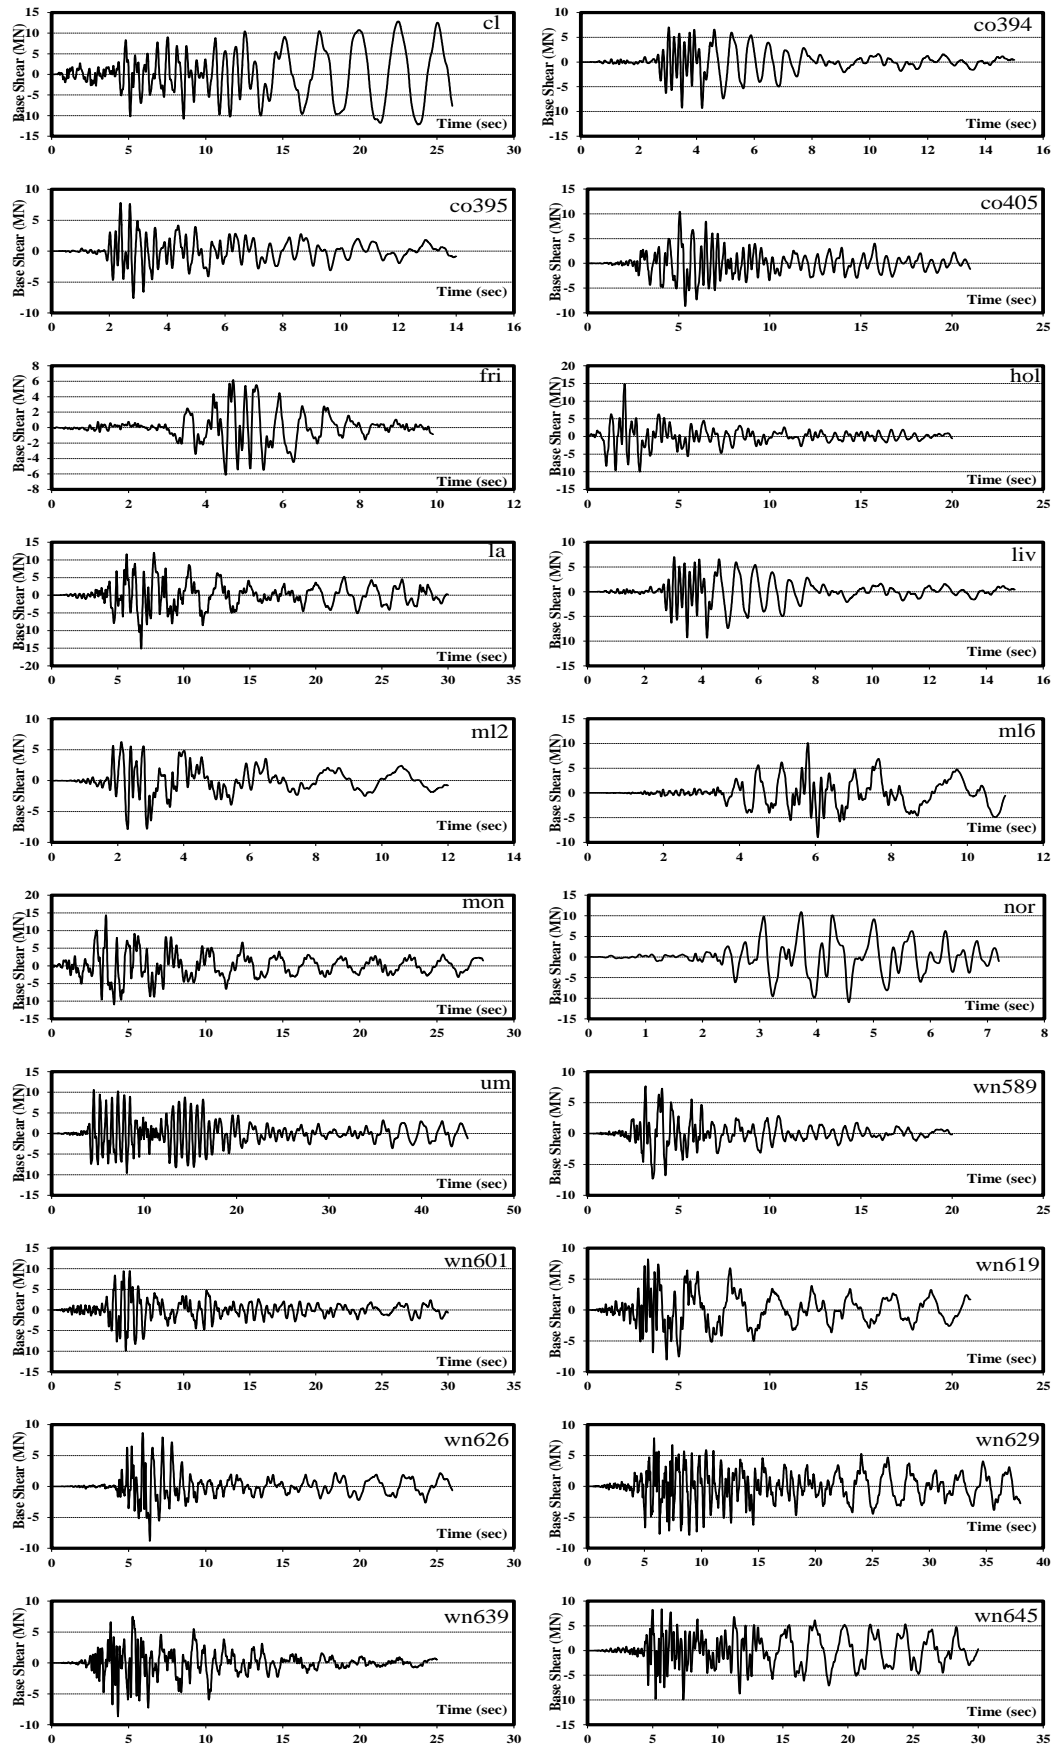 Base Shear (MN)
15
10
5
0
-5
-10
-15
cl
Time (sec)
0 5 10 15 20 25 30
Base Shear (MN)
10
5
0
-5
-10
-15
co394
Time (sec)
0 2 4 6 8 10 12 14 16
Base Shear (MN)
10
5
0
-5
-10
co395
Time (sec)
0 2 4 6 8 10 12 14 16
Base Shear (MN)
15
10
5
0
-5
-10
co405
Time (sec)
0 5 10 15 20 25
Base Shear (MN)
8
6
4
2
0
-2
-4
-6
-8
fri
Time (sec)
0 2 4 6 8 10 12
Base Shear (MN)
20
15
10
5
0
-5
-10
-15
hol
Time (sec)
0 5 10 15 20 25
Base Shear (MN)
15
10
5
0
-5
-10
-15
-20
la
Time (sec)
0 5 10 15 20 25 30 35
Base Shear (MN)
10
5
0
-5
-10
-15
liv
Time (sec)
0 2 4 6 8 10 12 14 16
Base Shear (MN)
10
5
0
-5
-10
ml2
Time (sec)
0 2 4 6 8 10 12 14
Base Shear (MN)
15
10
5
0
-5
-10
ml6
Time (sec)
0 2 4 6 8 10 12
Base Shear (MN)
20
15
10
5
0
-5
-10
-15
mon
Time (sec)
0 5 10 15 20 25 30
Base Shear (MN)
15
10
5
0
-5
-10
-15
nor
Time (sec)
0 1 2 3 4 5 6 7 8
Base Shear (MN)
15
10
5
0
-5
-10
-15
um
Time (sec)
0 10 20 30 40 50
Base Shear (MN)
10
5
0
-5
-10
wn589
Time (sec)
0 5 10 15 20 25
Base Shear (MN)
15
10
5
0
-5
-10
-15
wn601
Time (sec)
0 5 10 15 20 25 30 35
Base Shear (MN)
10
5
0
-5
-10
wn619
Time (sec)
0 5 10 15 20 25
Base Shear (MN)
10
5
0
-5
-10
wn626
Time (sec)
0 5 10 15 20 25 30
Base Shear (MN)
10
5
0
-5
-10
wn629
Time (sec)
0 5 10 15 20 25 30 35 40
Base Shear (MN)
10
5
0
-5
-10
wn639
Time (sec)
0 5 10 15 20 25 30
Base Shear (MN)
10
5
0
-5
-10
-15
wn645
Time (sec)
0 5 10 15 20 25 30 35